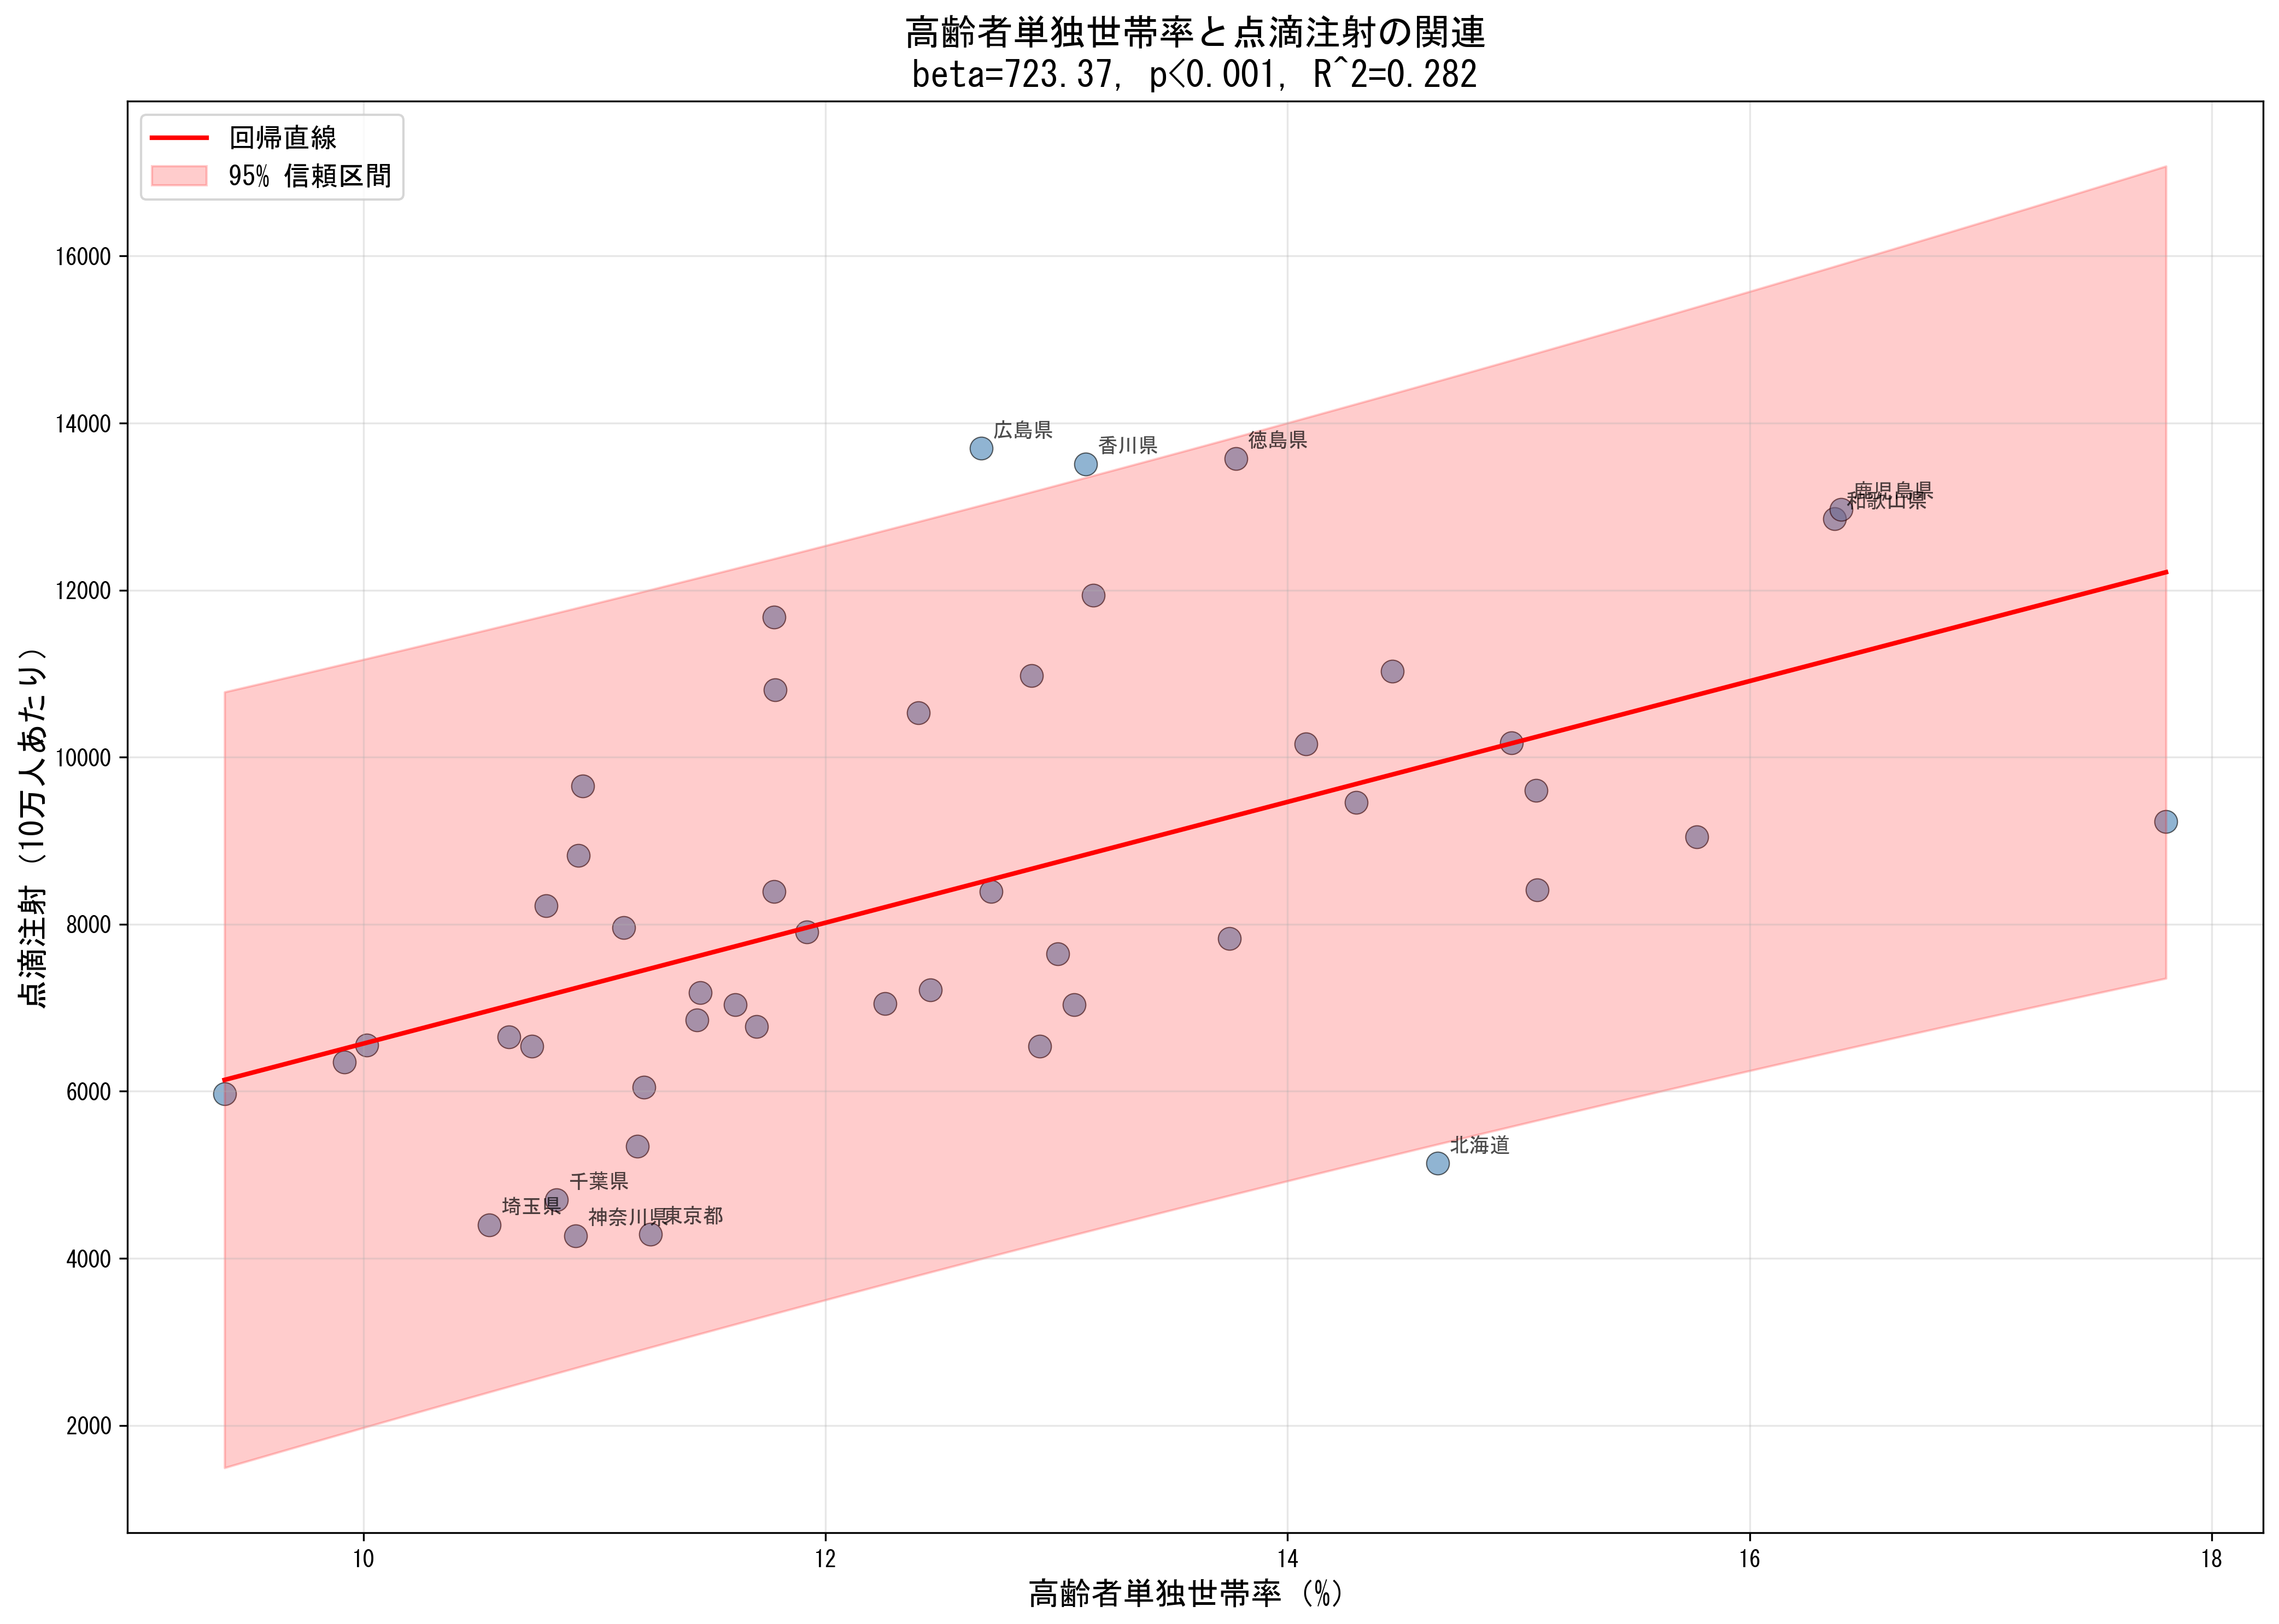 高齢者単独世帯率と点滴注射の関連
beta=723.37, p<0.001, R^2=0.282
回帰直線
95% 信頼区間
点滴注射 (10万人あたり)
16000
14000
12000
10000
8000
6000
4000
2000
広島県
香川県
徳島県
鹿児島県
和歌山県
北海道
千葉県
埼玉県
神奈川県
東京都
10
12
14
16
18
高齢者単独世帯率 (%)